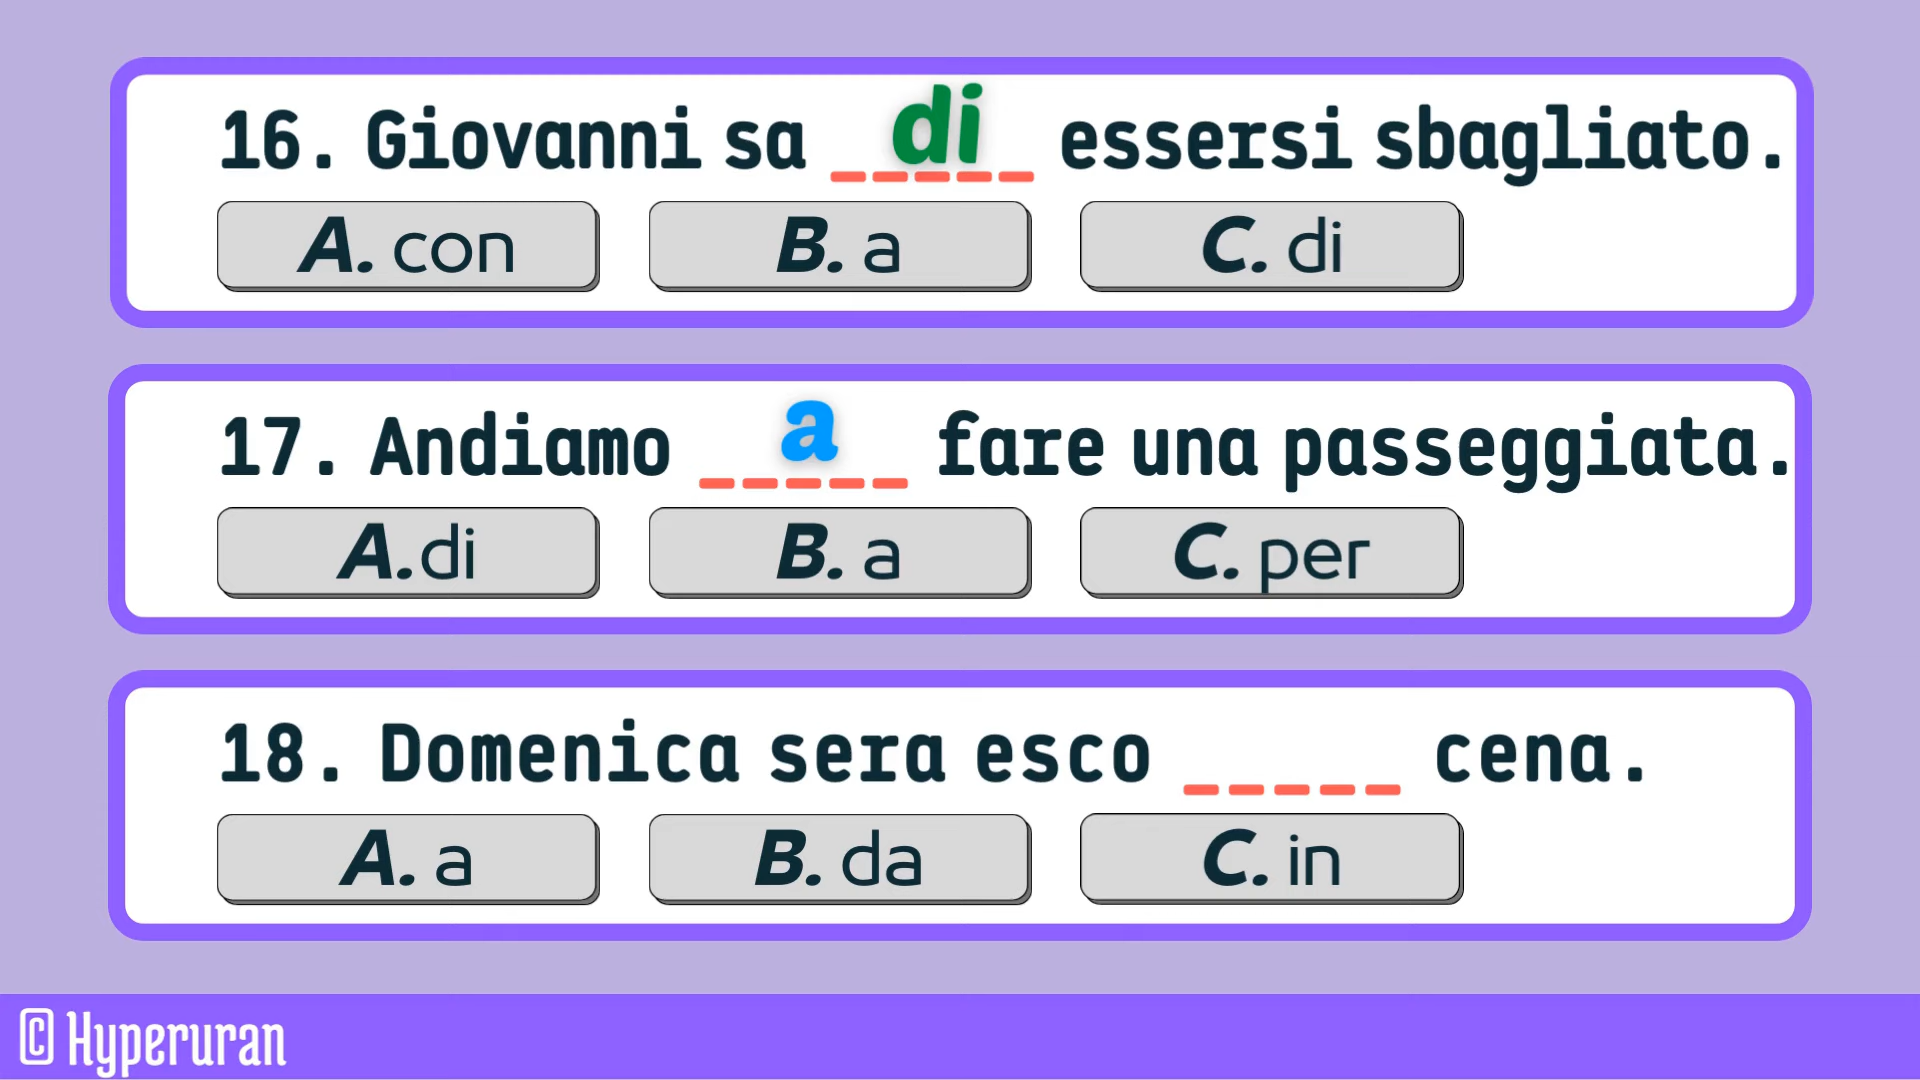 16. Giovanni sa di essersi sbagliato.
A. con B. a C. di
17. Andiamo a fare una passeggiata.
A.di B. a C. per
18. Domenica sera esco _____ cena.
A. a B. da C. in
© Hyperuran